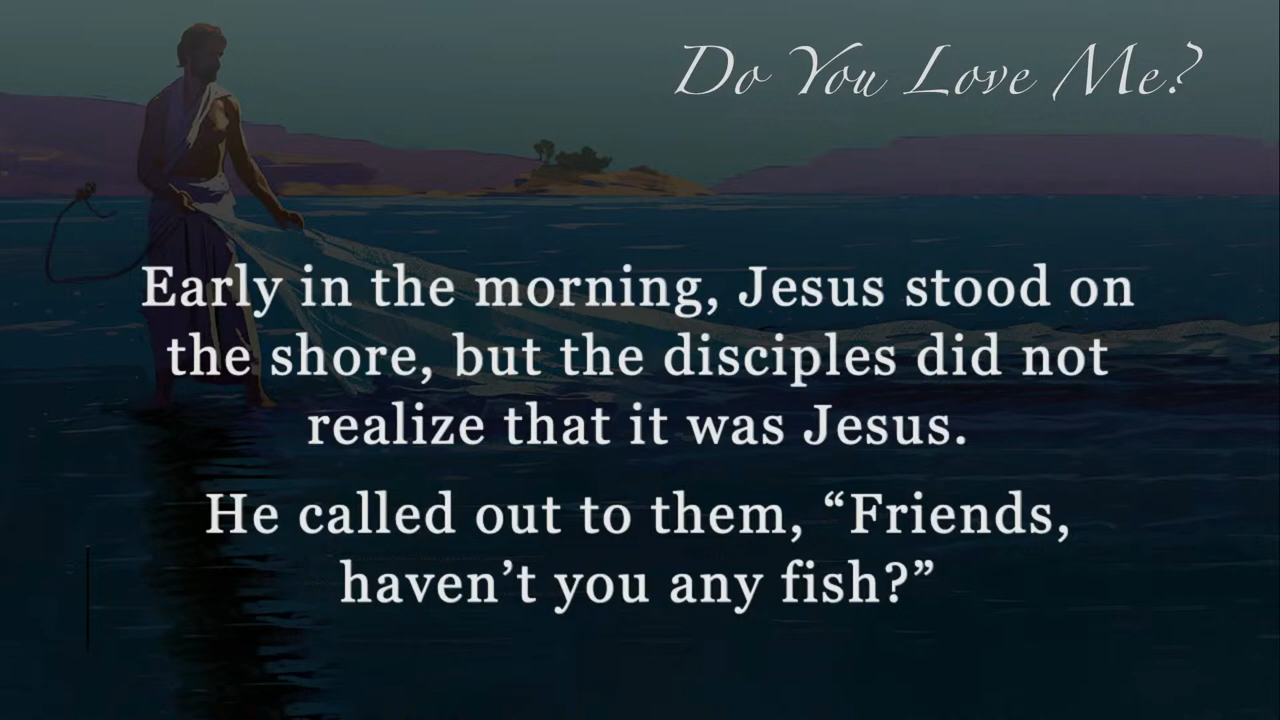 Do You Love Me?
Early in the morning, Jesus stood on
the shore, but the disciples did not
realize that it was Jesus.
He called out to them, “Friends,
haven’t you any fish?”